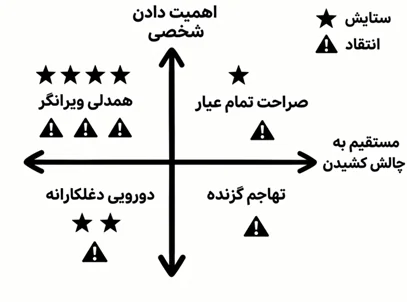 اهمیت دادن
شخصی
ستایش
انتقاد
صراحت تمام عیار
همدلی ویرانگر
مستقیم به
چالش کشیدن
تهاجم گزنده
دورویی دغلکارانه